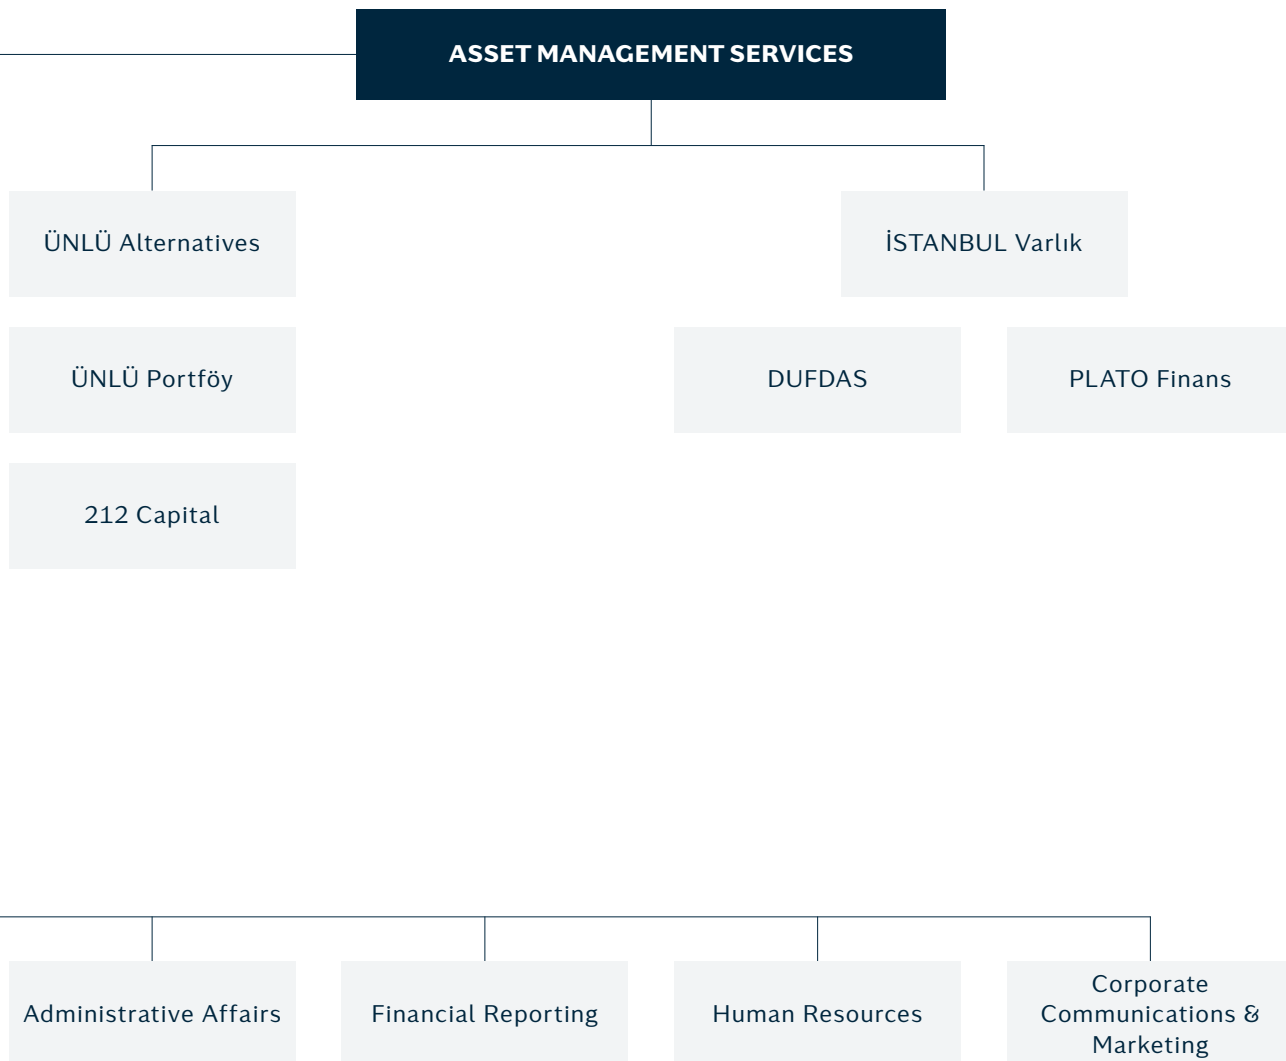 ASSET MANAGEMENT SERVICES
ÜNLÜ Alternatives
İSTANBUL Varlık
ÜNLÜ Portföy
DUFDAS
PLATO Finans
212 Capital
Administrative Affairs
Financial Reporting
Human Resources
Corporate
Communications &
Marketing